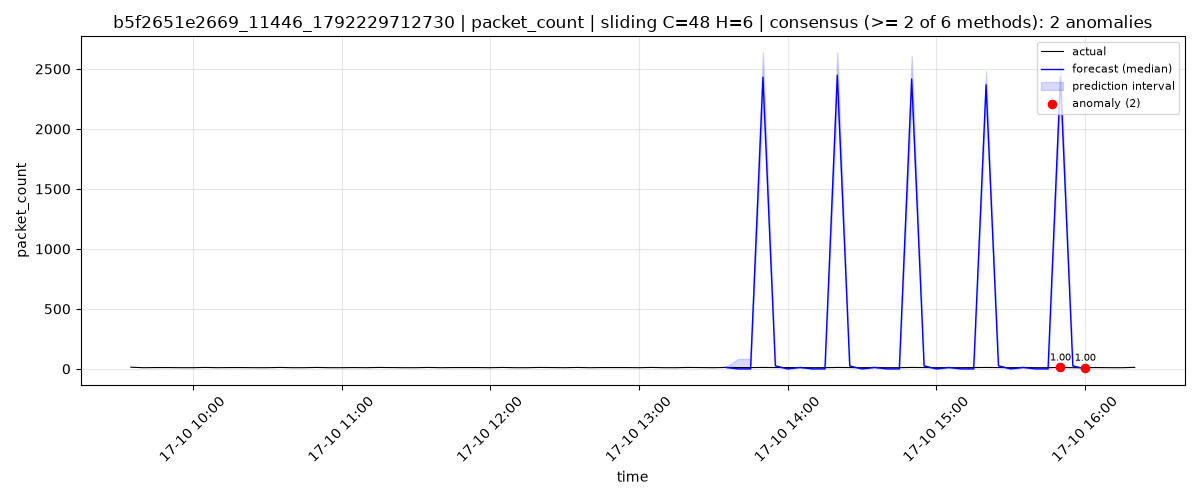 b5f2651e2669_11446_1792229712730 | packet_count | sliding C=48 H=6 | consensus (>= 2 of 6 methods): 2 anomalies
actual
forecast (median)
prediction interval
anomaly (2)
packet_count
2500
2000
1500
1000
500
0
1.00 1.00
17-10 10:00
17-10 11:00
17-10 12:00
17-10 13:00
17-10 14:00
17-10 15:00
17-10 16:00
time